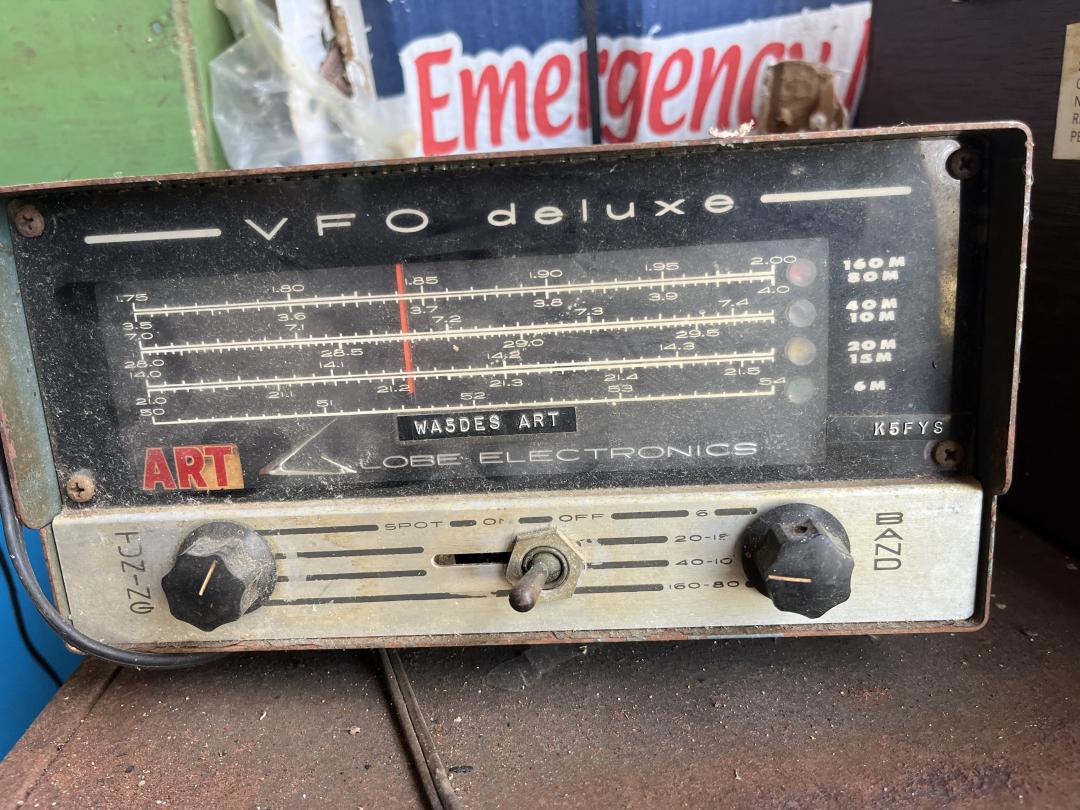 Emergency
VFO deluxe
1.75 1.80 1.85 1.90 1.95 2.00
3.5 3.6 3.7 3.8 3.9 4.0
7.0 7.1 7.2 7.3 7.4
28.0 28.5 29.0 29.5
14.0 14.1 14.2 14.3
21.0 21.1 21.2 21.3 21.4 21.5
50 51 52 53 54
160 M
80 M
40 M
10 M
20 M
15 M
6 M
WA5DES ART
K5FYS
ART
GLOBE ELECTRONICS
TUNING
SPOT ON OFF 6
20-15
40-10
160-80
BAND